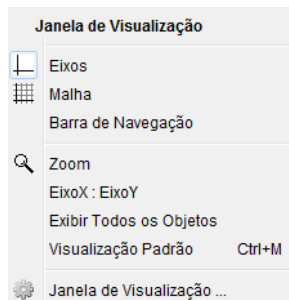 Janela de Visualização
Eixos
Malha
Barra de Navegação
Zoom
EixoX : EixoY
Exibir Todos os Objetos
Visualização Padrão Ctrl+M
Janela de Visualização ...